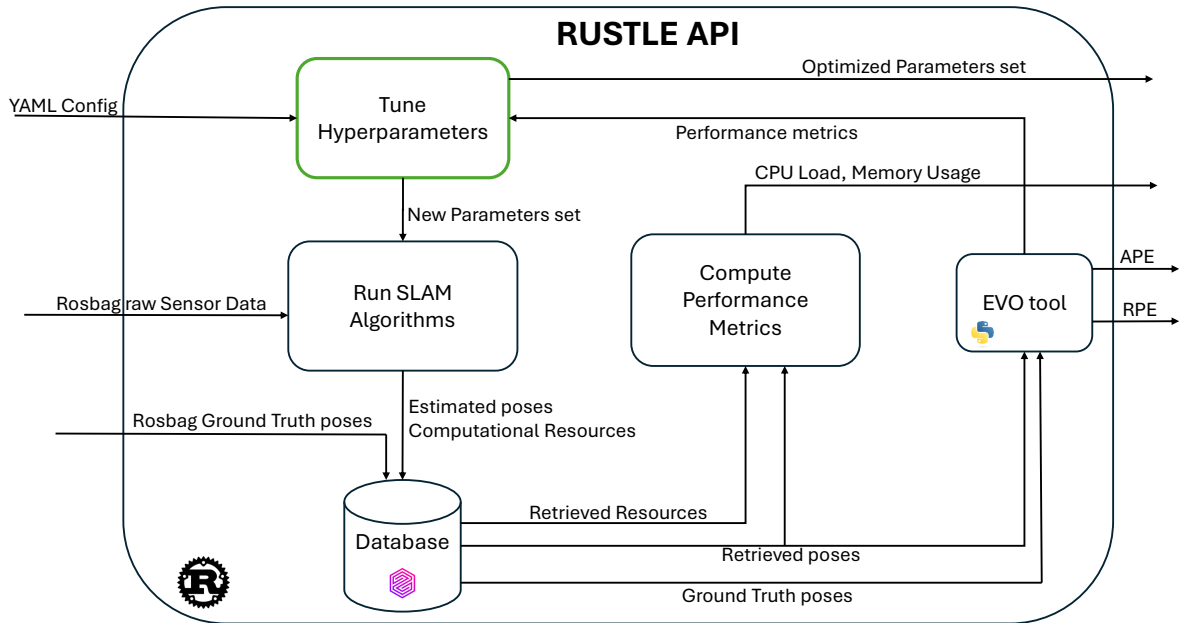 RUSTLE API
Optimized Parameters set
YAML Config
Tune
Hyperparameters
Performance metrics
CPU Load, Memory Usage
New Parameters set
APE
Compute
Performance
Metrics
Run SLAM
Algorithms
EVO tool
Rosbag raw Sensor Data
RPE
Rosbag Ground Truth poses
Estimated poses
Computational Resources
Retrieved Resources
Database
Retrieved poses
Ground Truth poses
R